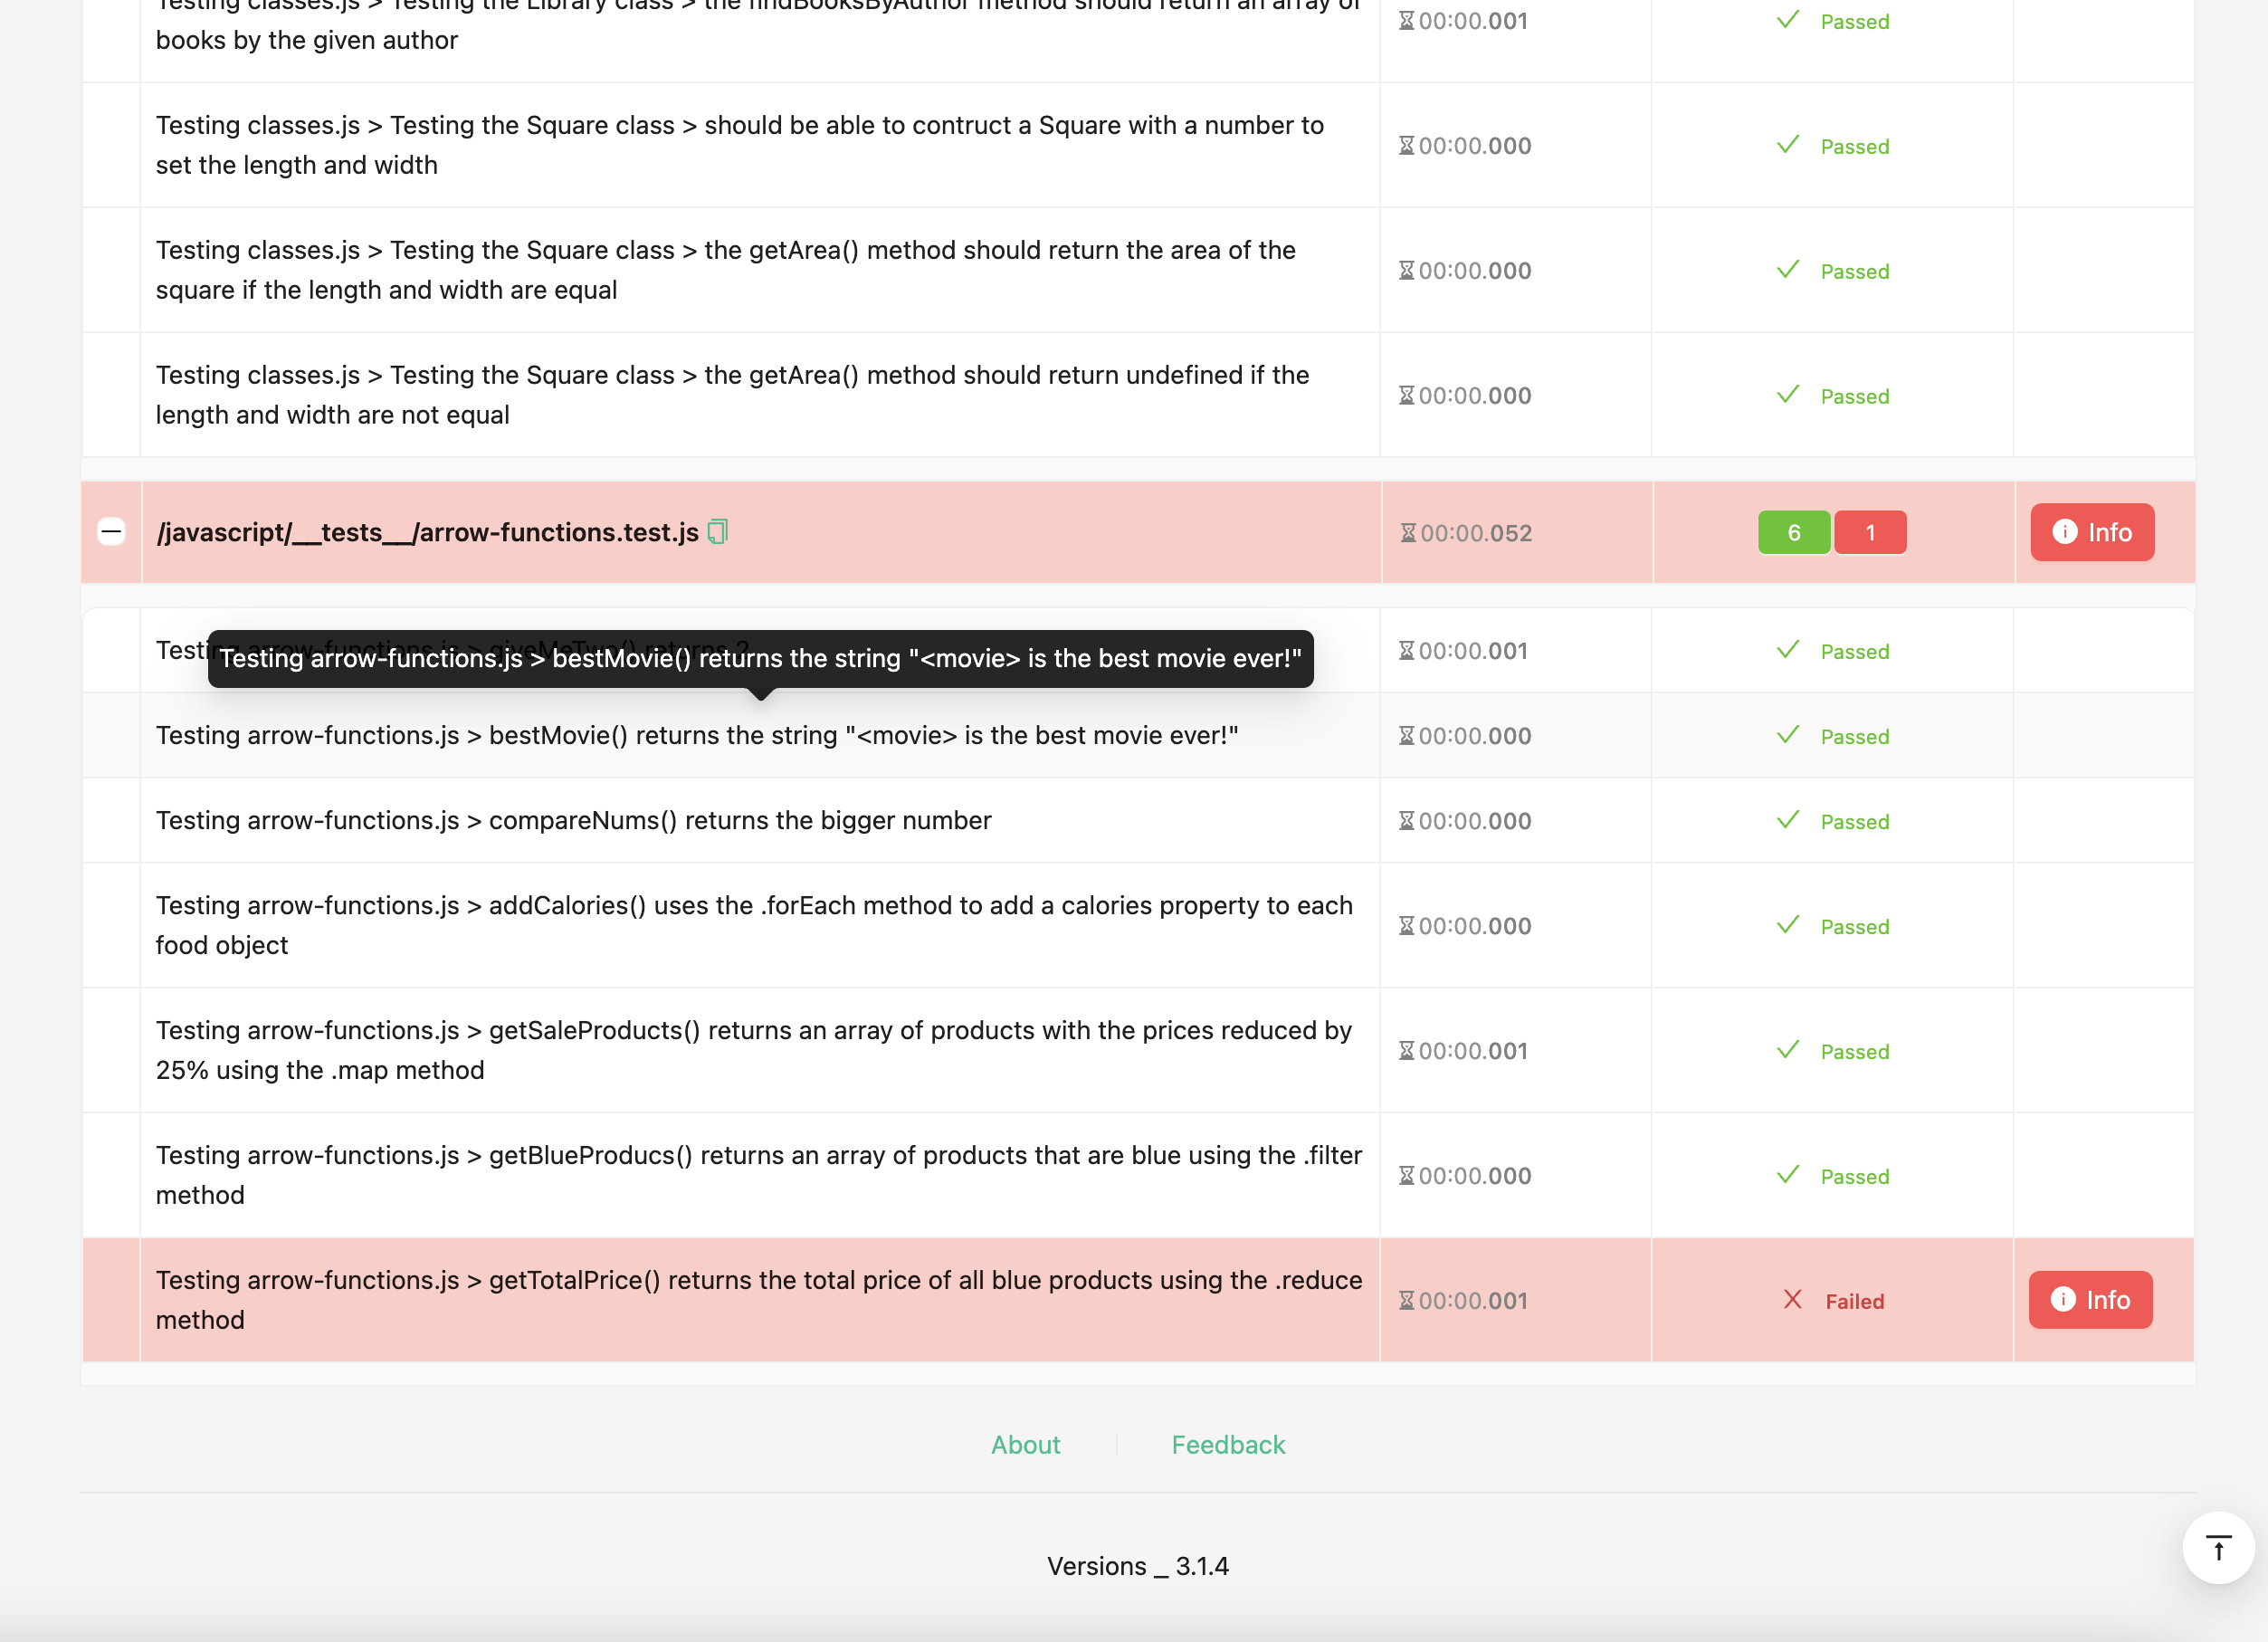 Testing classes.js > Testing the Library class > the findBooksByAuthor method should return an array of
books by the given author
00:00.001
Passed
Testing classes.js > Testing the Square class > should be able to contruct a Square with a number to
set the length and width
00:00.000
Passed
Testing classes.js > Testing the Square class > the getArea() method should return the area of the
square if the length and width are equal
00:00.000
Passed
Testing classes.js > Testing the Square class > the getArea() method should return undefined if the
length and width are not equal
00:00.000
Passed
/javascript/__tests__/arrow-functions.test.js
00:00.052
6
1
Info
Testing arrow-functions.js > giveMeTwo() returns 2
00:00.001
Passed
Testing arrow-functions.js > bestMovie() returns the string "<movie> is the best movie ever!"
Testing arrow-functions.js > bestMovie() returns the string "<movie> is the best movie ever!"
00:00.000
Passed
Testing arrow-functions.js > compareNums() returns the bigger number
00:00.000
Passed
Testing arrow-functions.js > addCalories() uses the .forEach method to add a calories property to each
food object
00:00.000
Passed
Testing arrow-functions.js > getSaleProducts() returns an array of products with the prices reduced by
25% using the .map method
00:00.001
Passed
Testing arrow-functions.js > getBlueProducs() returns an array of products that are blue using the .filter
method
00:00.000
Passed
Testing arrow-functions.js > getTotalPrice() returns the total price of all blue products using the .reduce
method
00:00.001
Failed
Info
About
Feedback
Versions _ 3.1.4